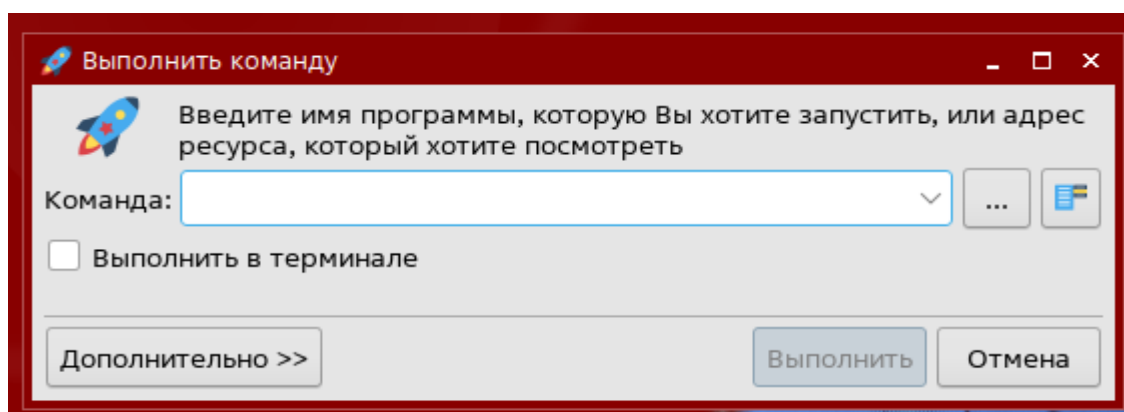 Выполнить команду
Введите имя программы, которую Вы хотите запустить, или адрес
ресурса, который хотите посмотреть
Команда:
...
Выполнить в терминале
Дополнительно >>
Выполнить
Отмена